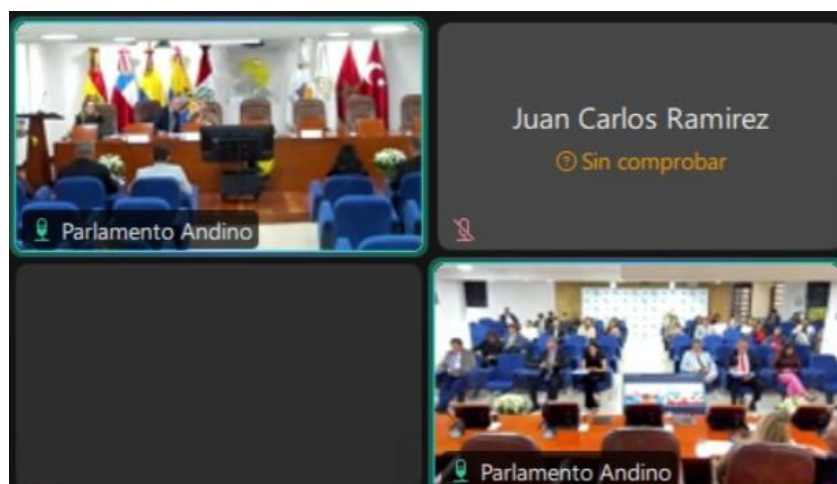 Juan Carlos Ramirez
Sin comprobar
Parlamento Andino
Parlamento Andino